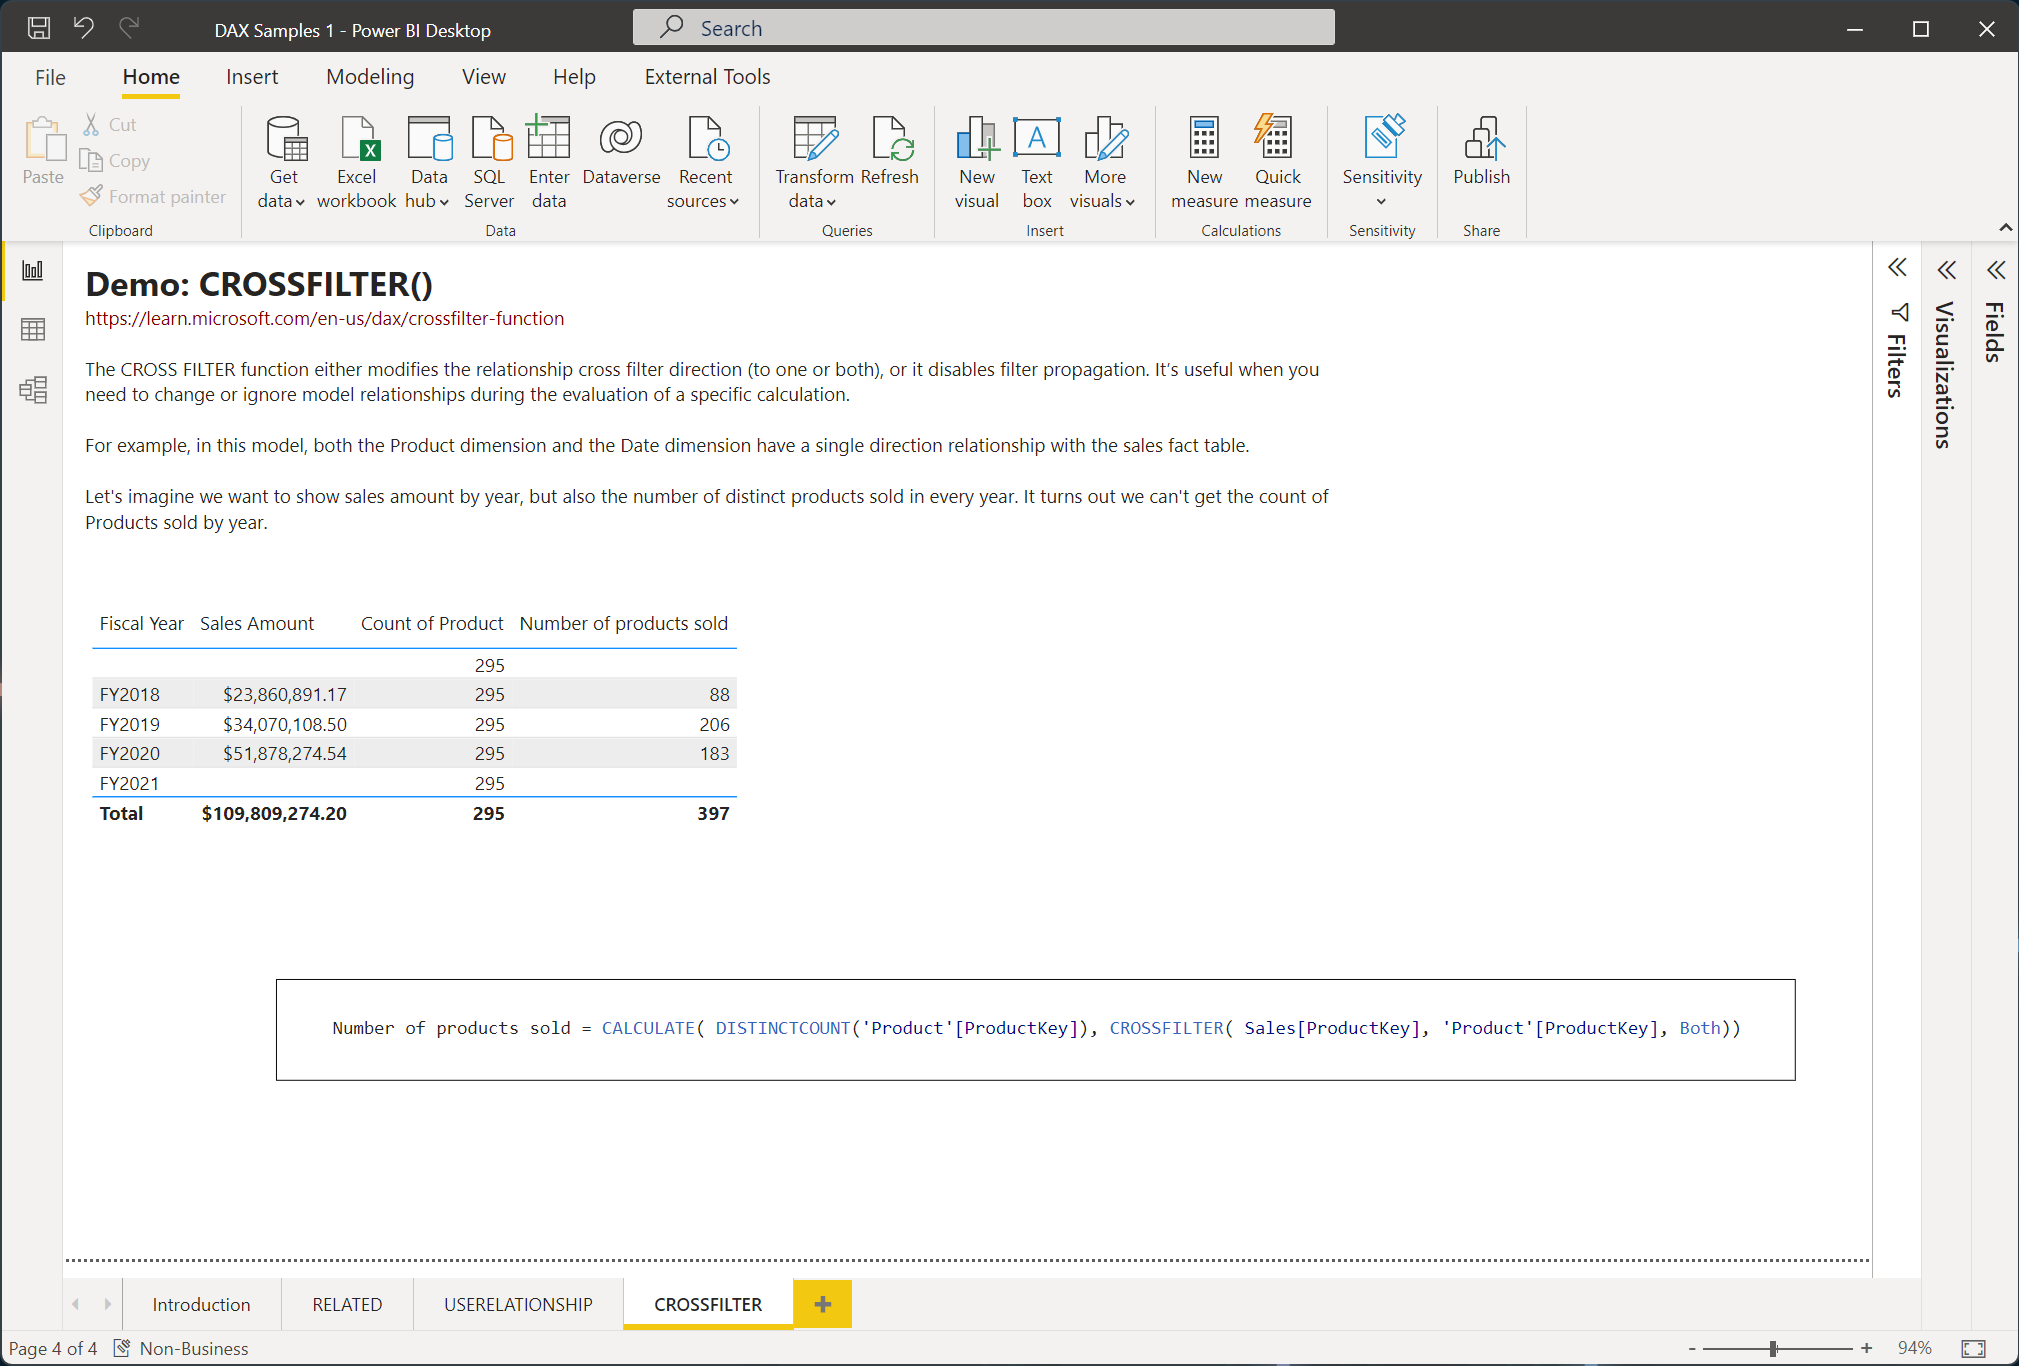 DAX Samples 1 - Power BI Desktop
Search
File Home Insert Modeling View Help External Tools
Paste
Cut
Copy
Format painter
Clipboard
Get data
Excel workbook
Data hub
SQL Server
Enter data
Dataverse
Recent sources
Data
Transform data
Refresh
Queries
New visual
Text box
More visuals
Insert
New measure
Quick measure
Calculations
Sensitivity
Sensitivity
Publish
Share
Demo: CROSSFILTER()
https://learn.microsoft.com/en-us/dax/crossfilter-function
The CROSS FILTER function either modifies the relationship cross filter direction (to one or both), or it disables filter propagation. It’s useful when you
need to change or ignore model relationships during the evaluation of a specific calculation.
For example, in this model, both the Product dimension and the Date dimension have a single direction relationship with the sales fact table.
Let's imagine we want to show sales amount by year, but also the number of distinct products sold in every year. It turns out we can't get the count of
Products sold by year.
Fiscal Year Sales Amount Count of Product Number of products sold
295
FY2018 $23,860,891.17 295 88
FY2019 $34,070,108.50 295 206
FY2020 $51,878,274.54 295 183
FY2021 295
Total $109,809,274.20 295 397
Number of products sold = CALCULATE( DISTINCTCOUNT('Product'[ProductKey]), CROSSFILTER( Sales[ProductKey], 'Product'[ProductKey], Both))
Filters
Visualizations
Fields
Introduction RELATED USERELATIONSHIP CROSSFILTER +
Page 4 of 4 Non-Business - + 94%